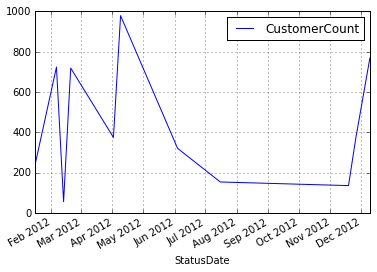 1000
800
600
400
200
0
CustomerCount
Feb 2012
Mar 2012
Apr 2012
May 2012
Jun 2012
Jul 2012
Aug 2012
Sep 2012
Oct 2012
Nov 2012
Dec 2012
StatusDate